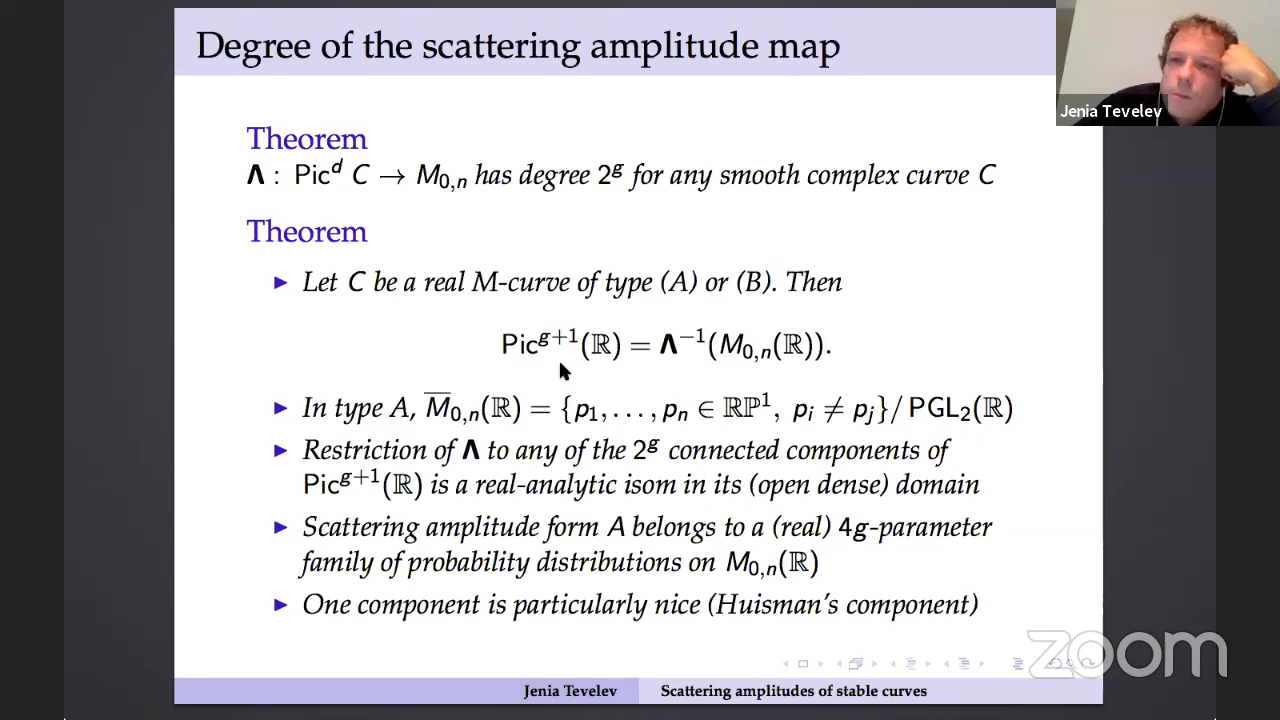 Degree of the scattering amplitude map
Jenia Tevelev
Theorem
Λ : Pic^d C → M_{0,n} has degree 2^g for any smooth complex curve C
Theorem
▶ Let C be a real M-curve of type (A) or (B). Then
Pic^{g+1}(ℝ) = Λ^{−1}(M_{0,n}(ℝ)).
▶ In type A, M̅_{0,n}(ℝ) = {p_1, . . . , p_n ∈ ℝℙ^1, p_i ≠ p_j}/ PGL_2(ℝ)
▶ Restriction of Λ to any of the 2^g connected components of
Pic^{g+1}(ℝ) is a real-analytic isom in its (open dense) domain
▶ Scattering amplitude form A belongs to a (real) 4g-parameter
family of probability distributions on M_{0,n}(ℝ)
▶ One component is particularly nice (Huisman's component)
zoom
Jenia Tevelev
Scattering amplitudes of stable curves